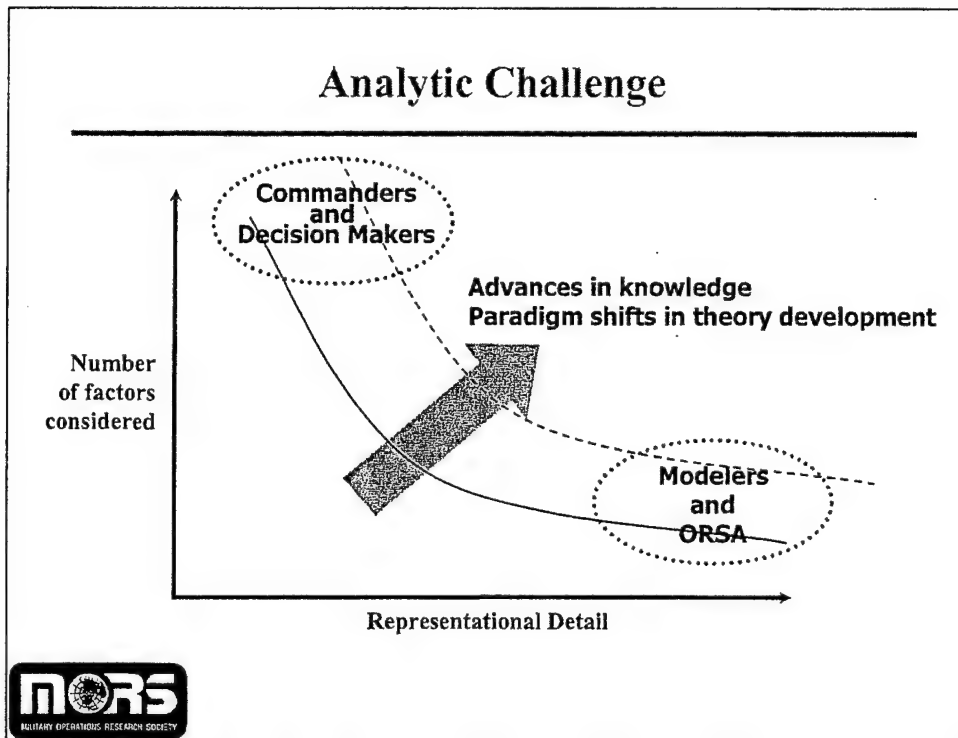 Analytic Challenge
Commanders
and
Decision Makers
Advances in knowledge
Paradigm shifts in theory development
Number
of factors
considered
Modelers
and
ORSA
Representational Detail
MORS
MILITARY OPERATIONS RESEARCH SOCIETY